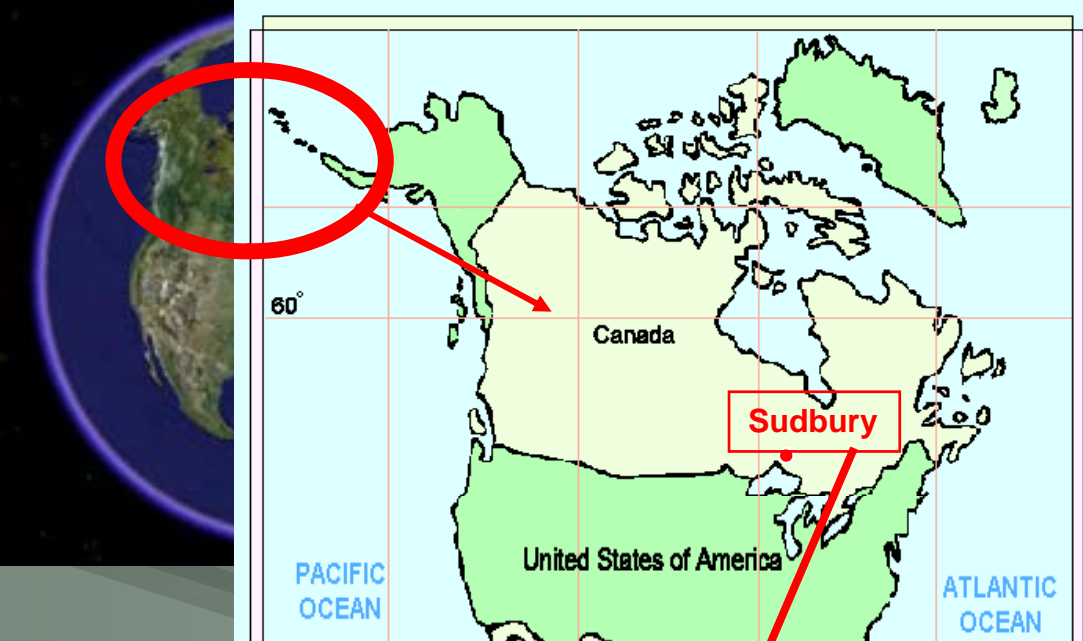 60°
Canada
Sudbury
United States of America
PACIFIC
OCEAN
ATLANTIC
OCEAN